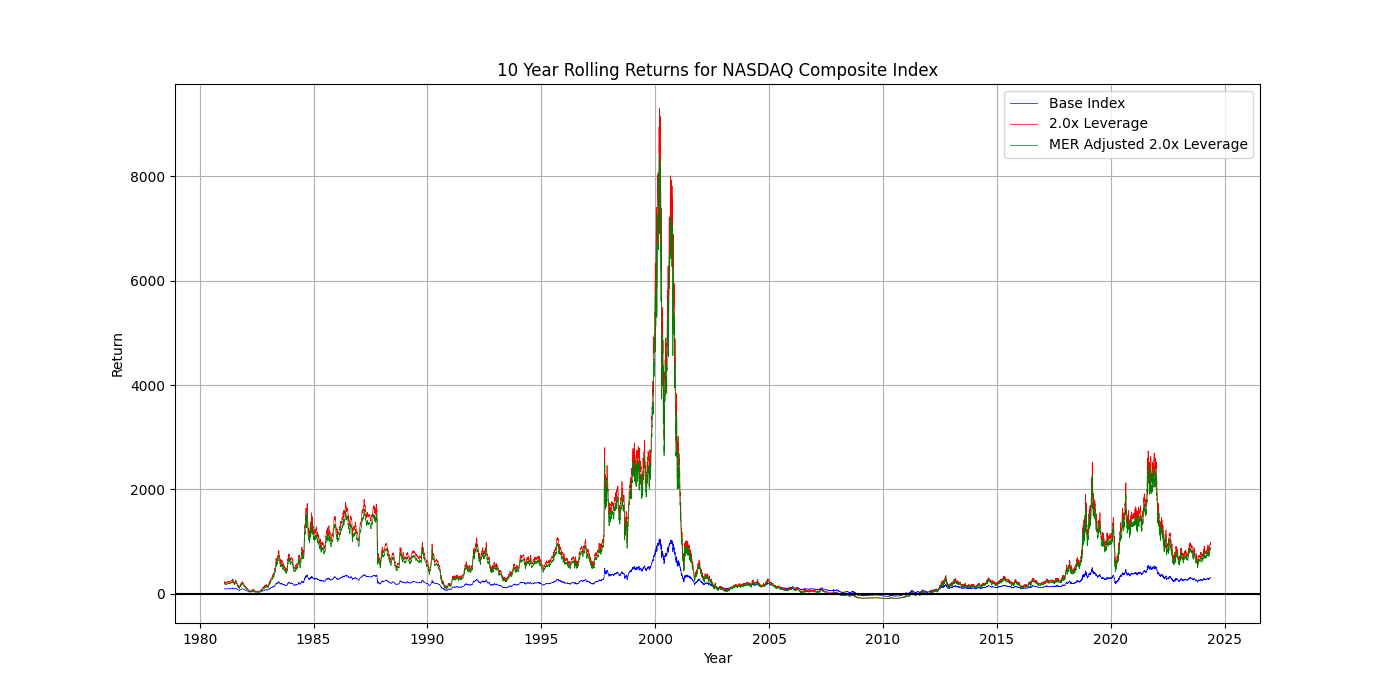 10 Year Rolling Returns for NASDAQ Composite Index
Base Index
2.0x Leverage
MER Adjusted 2.0x Leverage
8000
6000
4000
2000
0
Return
1980 1985 1990 1995 2000 2005 2010 2015 2020 2025
Year